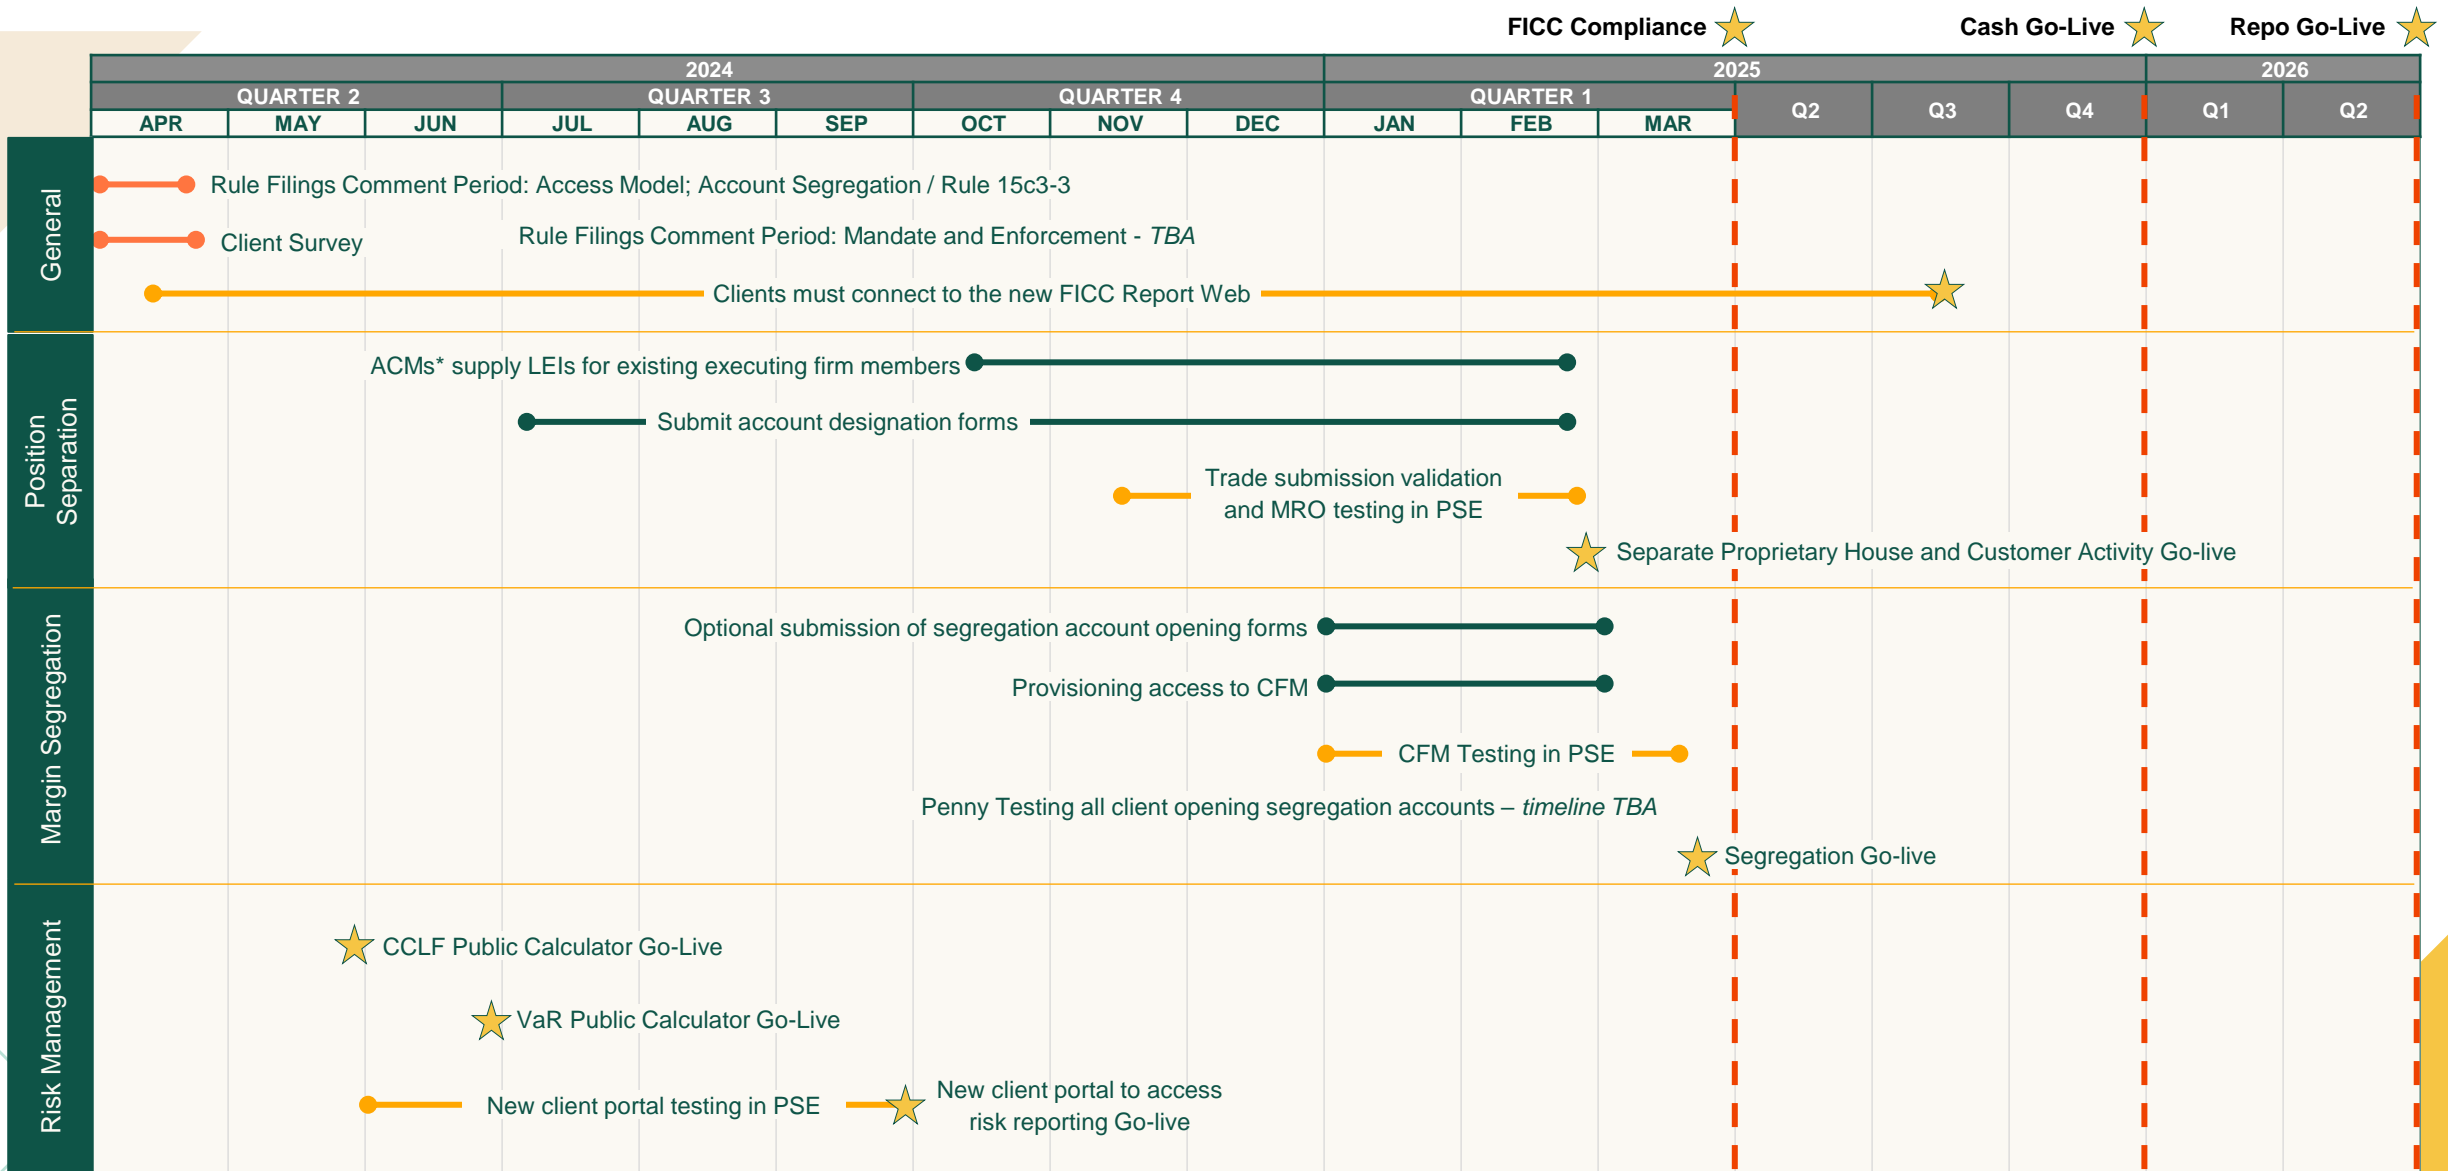 FICC Compliance
Cash Go-Live
Repo Go-Live
2024
2025
2026
QUARTER 2
QUARTER 3
QUARTER 4
QUARTER 1
Q2
Q3
Q4
Q1
Q2
APR
MAY
JUN
JUL
AUG
SEP
OCT
NOV
DEC
JAN
FEB
MAR
General
Rule Filings Comment Period: Access Model; Account Segregation / Rule 15c3-3
Client Survey
Rule Filings Comment Period: Mandate and Enforcement - TBA
Clients must connect to the new FICC Report Web
Position
Separation
ACMs* supply LEIs for existing executing firm members
Submit account designation forms
Trade submission validation
and MRO testing in PSE
Separate Proprietary House and Customer Activity Go-live
Margin Segregation
Optional submission of segregation account opening forms
Provisioning access to CFM
CFM Testing in PSE
Penny Testing all client opening segregation accounts – timeline TBA
Segregation Go-live
Risk Management
CCLF Public Calculator Go-Live
VaR Public Calculator Go-Live
New client portal testing in PSE
New client portal to access
risk reporting Go-live